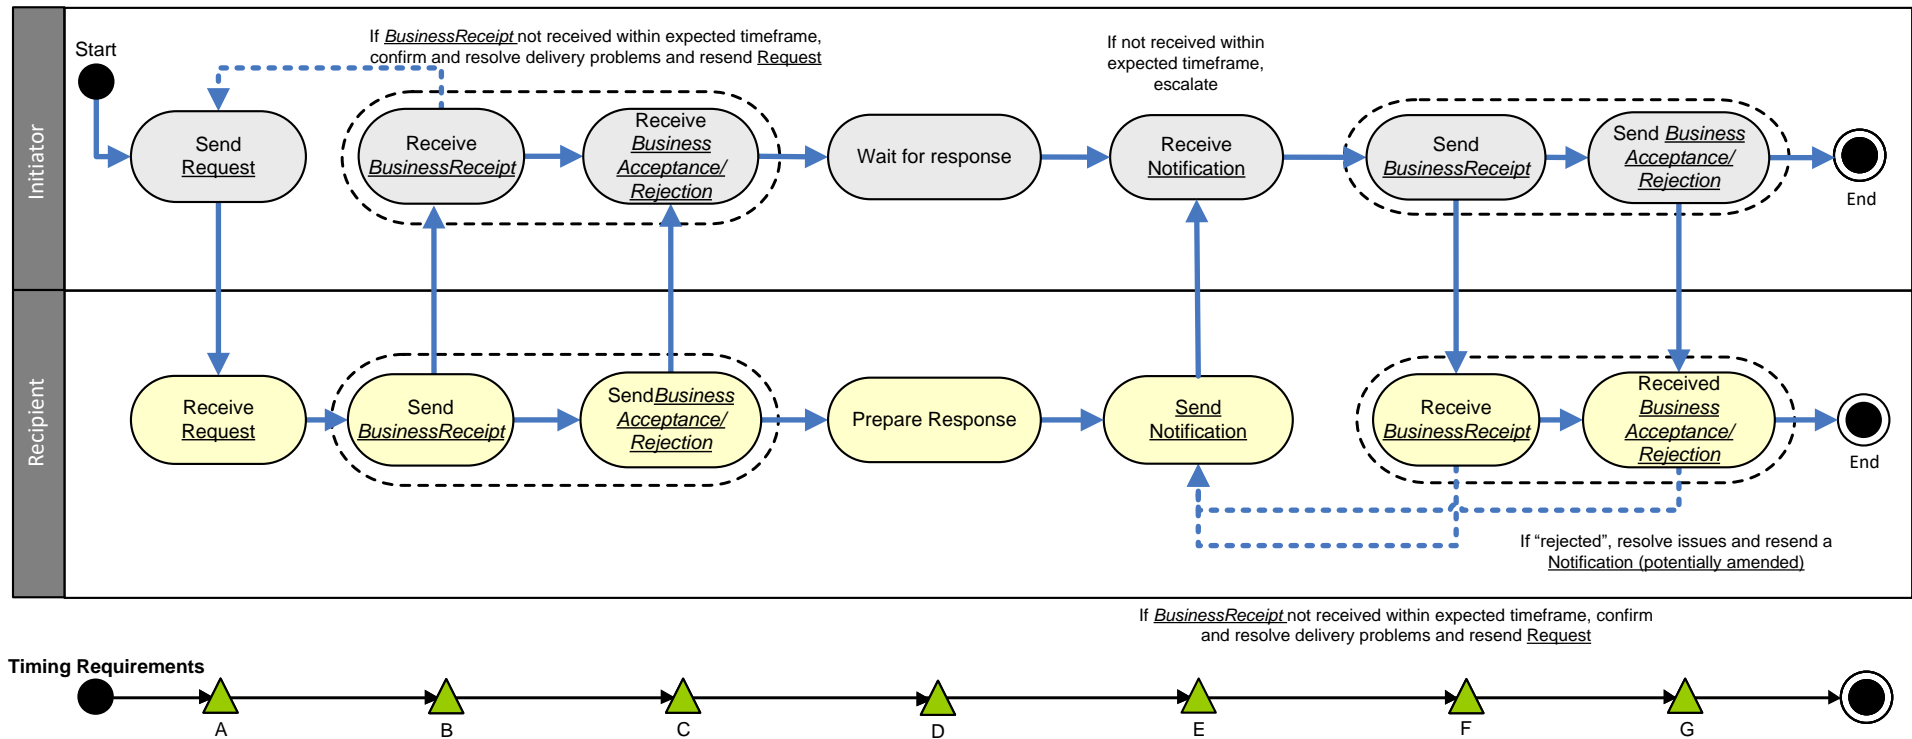 Initiator
Start
If BusinessReceipt not received within expected timeframe,
confirm and resolve delivery problems and resend Request
If not received within
expected timeframe,
escalate
Send
Request
Receive
BusinessReceipt
Receive
Business
Acceptance/
Rejection
Wait for response
Receive
Notification
Send
BusinessReceipt
Send Business
Acceptance/
Rejection
End
Recipient
Receive
Request
Send
BusinessReceipt
SendBusiness
Acceptance/
Rejection
Prepare Response
Send
Notification
Receive
BusinessReceipt
Received
Business
Acceptance/
Rejection
End
If “rejected”, resolve issues and resend a
Notification (potentially amended)
If BusinessReceipt not received within expected timeframe, confirm
and resolve delivery problems and resend Request
Timing Requirements
A
B
C
D
E
F
G